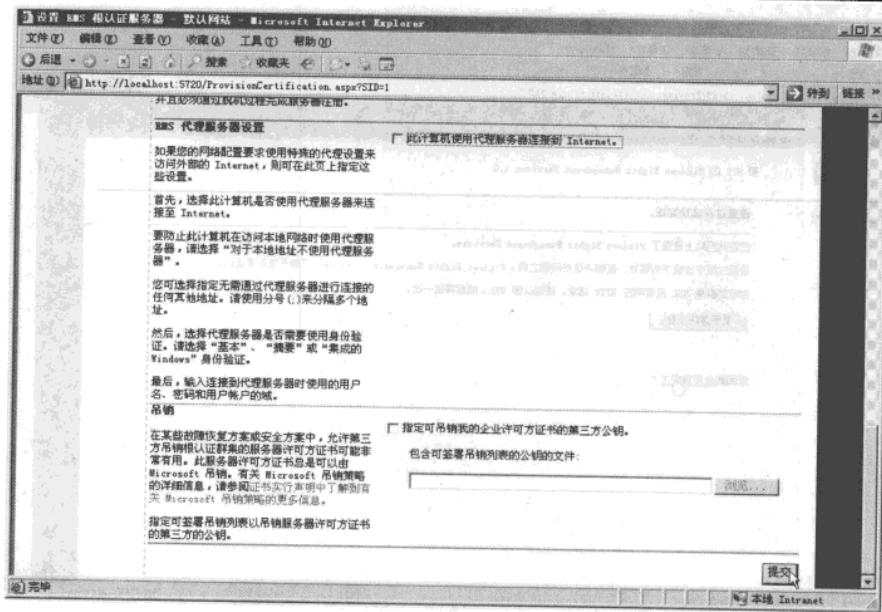 设置 RMS 根认证服务器 - 默认网站 - Microsoft Internet Explorer
文件(F) 编辑(E) 查看(V) 收藏(A) 工具(T) 帮助(H)
后退 搜索 收藏夹
地址(D) http://localhost:5720/ProvisionCertification.aspx?SID=1 转到 链接 »
并且必须通过脱机过程完成服务器注册。
RMS 代理服务器设置
此计算机使用代理服务器连接到 Internet。
如果您的网络配置要求使用特殊的代理设置来
访问外部的 Internet，则可在此页上指定这
些设置。
首先，选择此计算机是否使用代理服务器来连
接至 Internet。
要防止此计算机在访问本地网络时使用代理服
务器，请选择“对于本地地址不使用代理服务
器”。
您可选择指定无需通过代理服务器进行连接的
任何其他地址。请使用分号(;)来分隔多个地
址。
然后，选择代理服务器是否需要使用身份验
证。请选择“基本”、“摘要”或“集成的
Windows”身份验证。
最后，输入连接到代理服务器时使用的用户
名、密码和用户帐户的域。
吊销
指定可吊销我的企业许可方证书的第三方公钥。
在某些故障恢复方案或安全方案中，允许第三
方吊销根认证群集的服务器许可方证书可能非
常有用。此服务器许可方证书总是可以由
Microsoft 吊销。有关 Microsoft 吊销策略
的详细信息，请参阅证书实行声明中了解到有
关 Microsoft 吊销策略的更多信息。
包含可签署吊销列表的公钥的文件:
浏览...
指定可签署吊销列表以吊销服务器许可方证书
的第三方的公钥。
提交
完毕
本地 Intranet